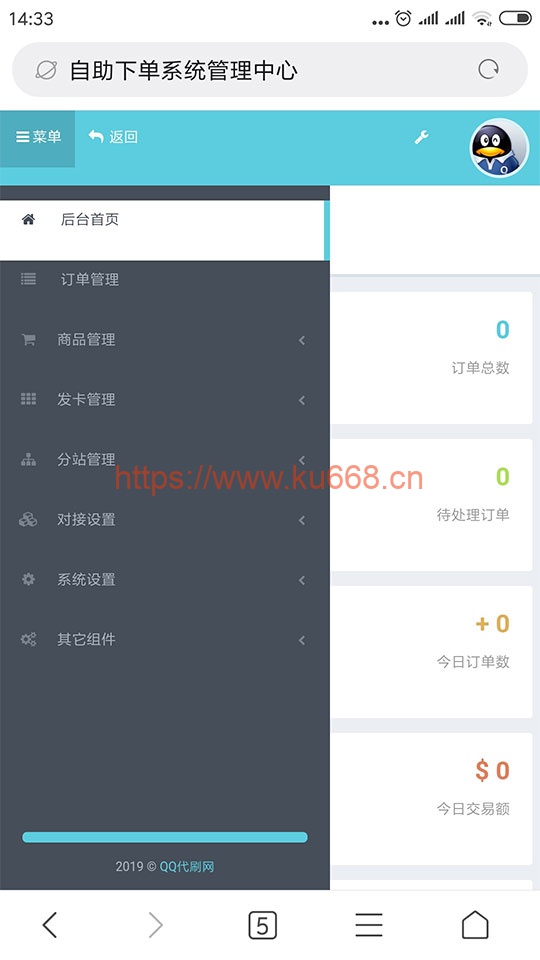 14:33
自助下单系统管理中心
菜单 返回
后台首页
订单管理
商品管理
发卡管理
分站管理
对接设置
系统设置
其它组件
0
订单总数
0
待处理订单
+ 0
今日订单数
$ 0
今日交易额
https://www.ku668.cn
2019 © QQ代刷网
5